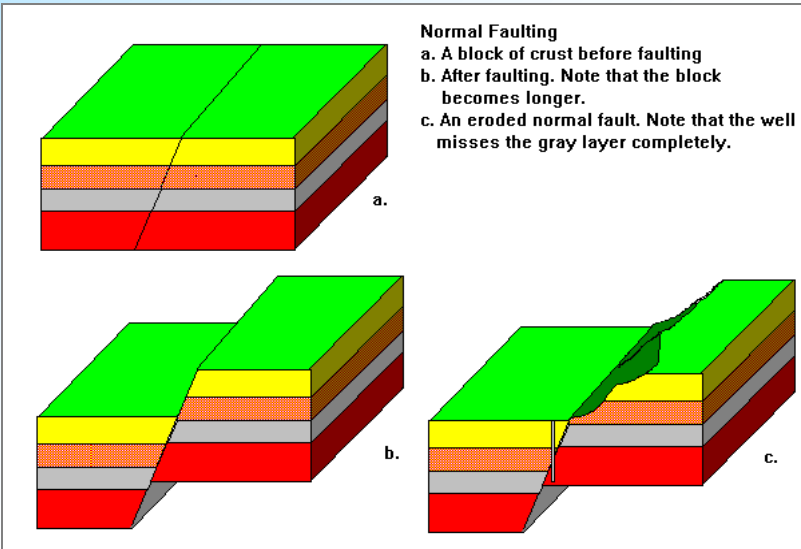 Normal Faulting
a. A block of crust before faulting
b. After faulting. Note that the block
becomes longer.
c. An eroded normal fault. Note that the well
misses the gray layer completely.
a.
b.
c.